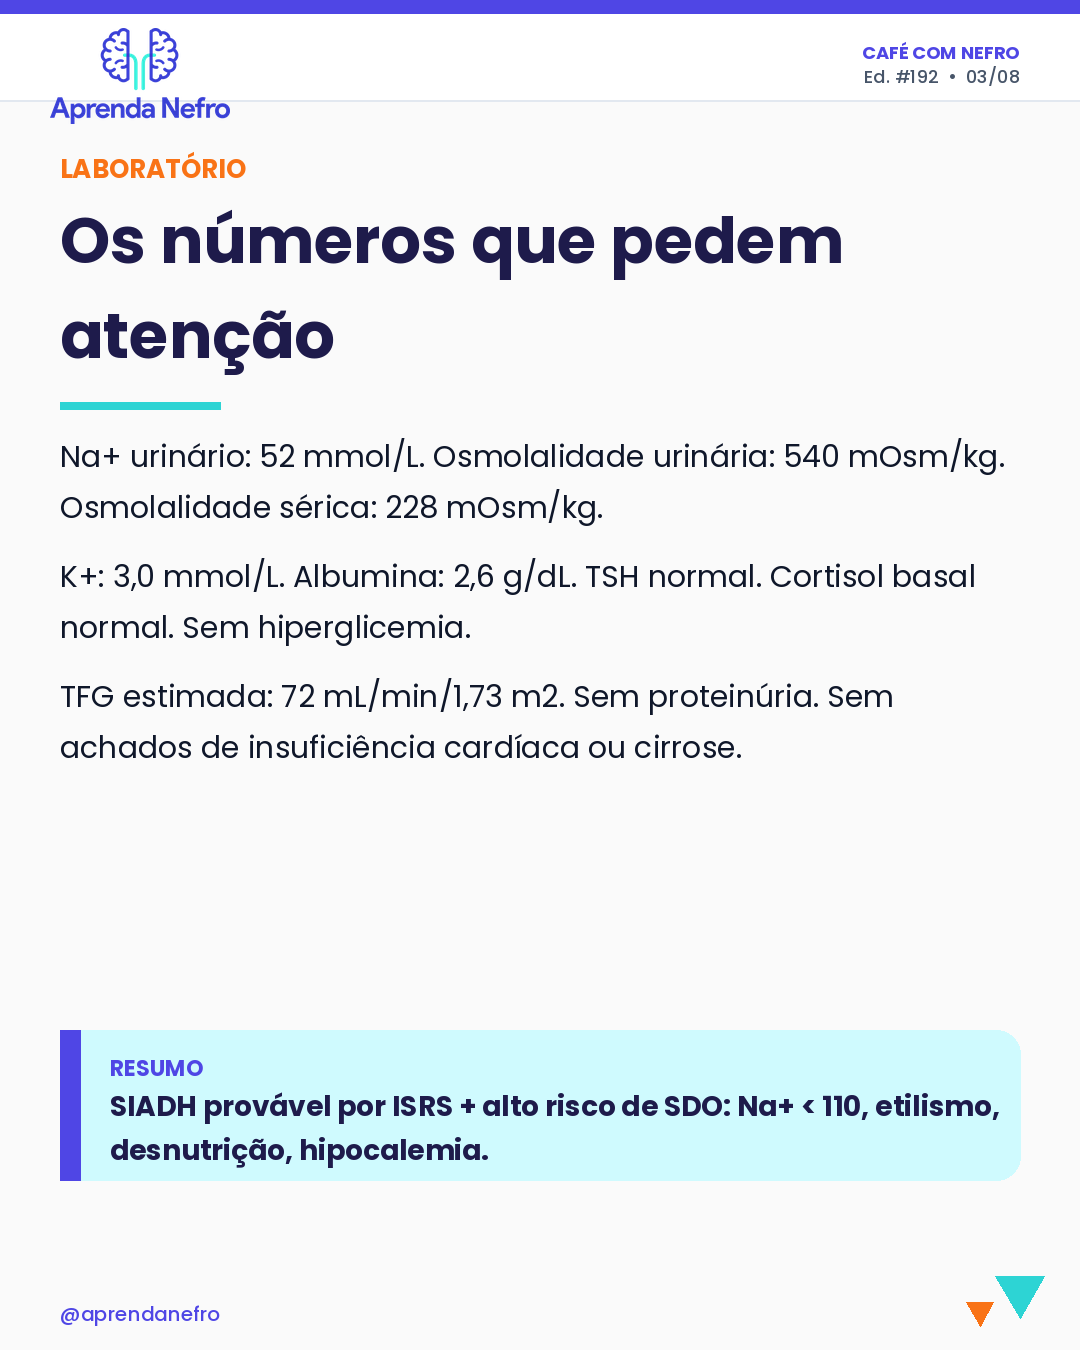 Aprenda Nefro
CAFÉ COM NEFRO
Ed. #192 • 03/08
LABORATÓRIO
Os números que pedem
atenção
Na+ urinário: 52 mmol/L. Osmolalidade urinária: 540 mOsm/kg.
Osmolalidade sérica: 228 mOsm/kg.
K+: 3,0 mmol/L. Albumina: 2,6 g/dL. TSH normal. Cortisol basal
normal. Sem hiperglicemia.
TFG estimada: 72 mL/min/1,73 m2. Sem proteinúria. Sem
achados de insuficiência cardíaca ou cirrose.
RESUMO
SIADH provável por ISRS + alto risco de SDO: Na+ < 110, etilismo,
desnutrição, hipocalemia.
@aprendanefro